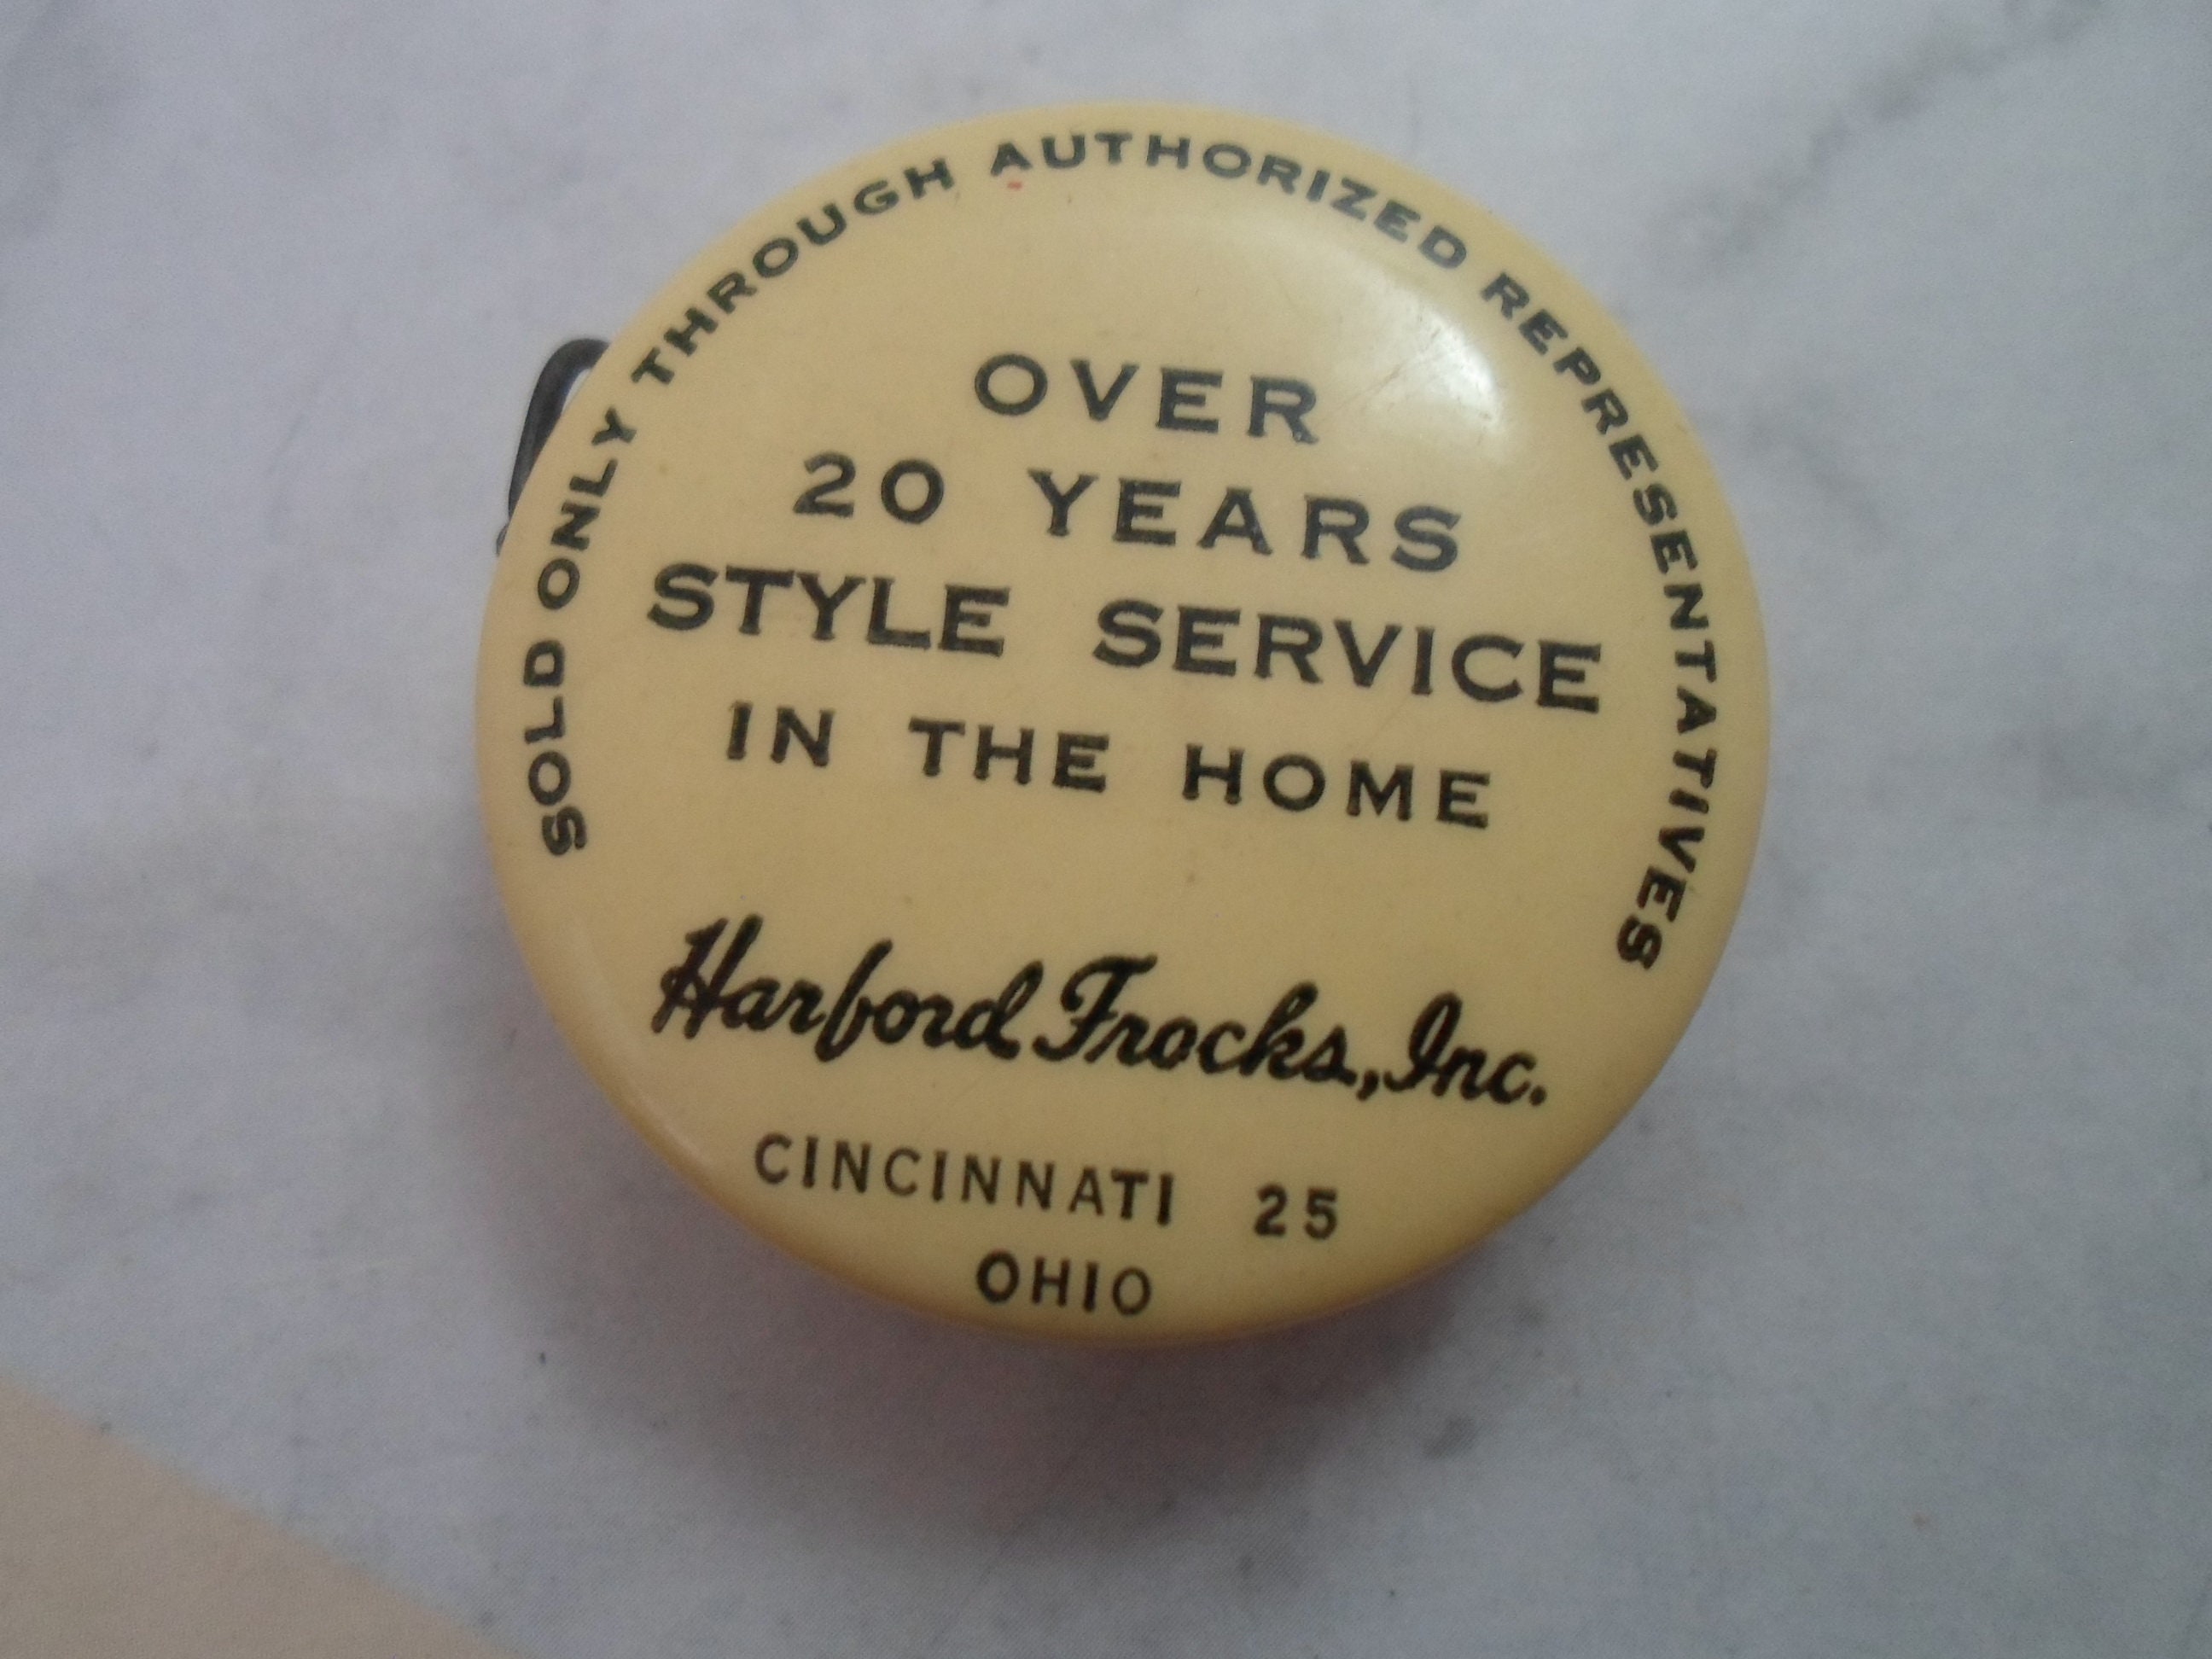 SOLD ONLY THROUGH AUTHORIZED REPRESENTATIVES
OVER
20 YEARS
STYLE SERVICE
IN THE HOME
Harford Frocks, Inc.
CINCINNATI 25
OHIO